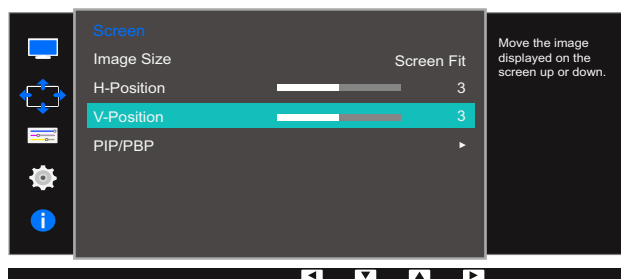 Screen
Image Size Screen Fit
H-Position 3
V-Position 3
PIP/PBP
Move the image
displayed on the
screen up or down.